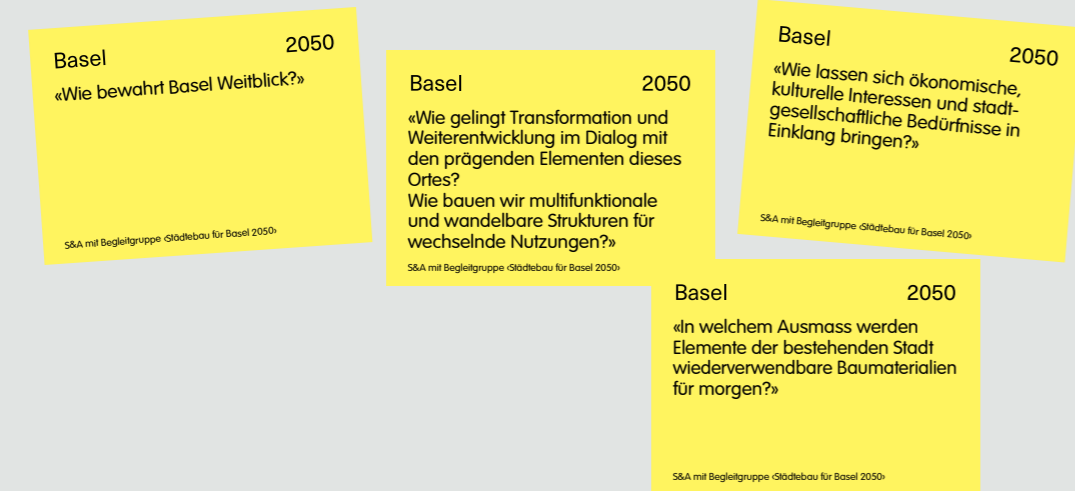 Basel 2050
«Wie bewahrt Basel Weitblick?»
S&A mit Begleitgruppe ‹Städtebau für Basel 2050›
Basel 2050
«Wie gelingt Transformation und
Weiterentwicklung im Dialog mit
den prägenden Elementen dieses
Ortes?
Wie bauen wir multifunktionale
und wandelbare Strukturen für
wechselnde Nutzungen?»
S&A mit Begleitgruppe ‹Städtebau für Basel 2050›
Basel 2050
«Wie lassen sich ökonomische,
kulturelle Interessen und stadt-
gesellschaftliche Bedürfnisse in
Einklang bringen?»
S&A mit Begleitgruppe ‹Städtebau für Basel 2050›
Basel 2050
«In welchem Ausmass werden
Elemente der bestehenden Stadt
wiederverwendbare Baumaterialien
für morgen?»
S&A mit Begleitgruppe ‹Städtebau für Basel 2050›